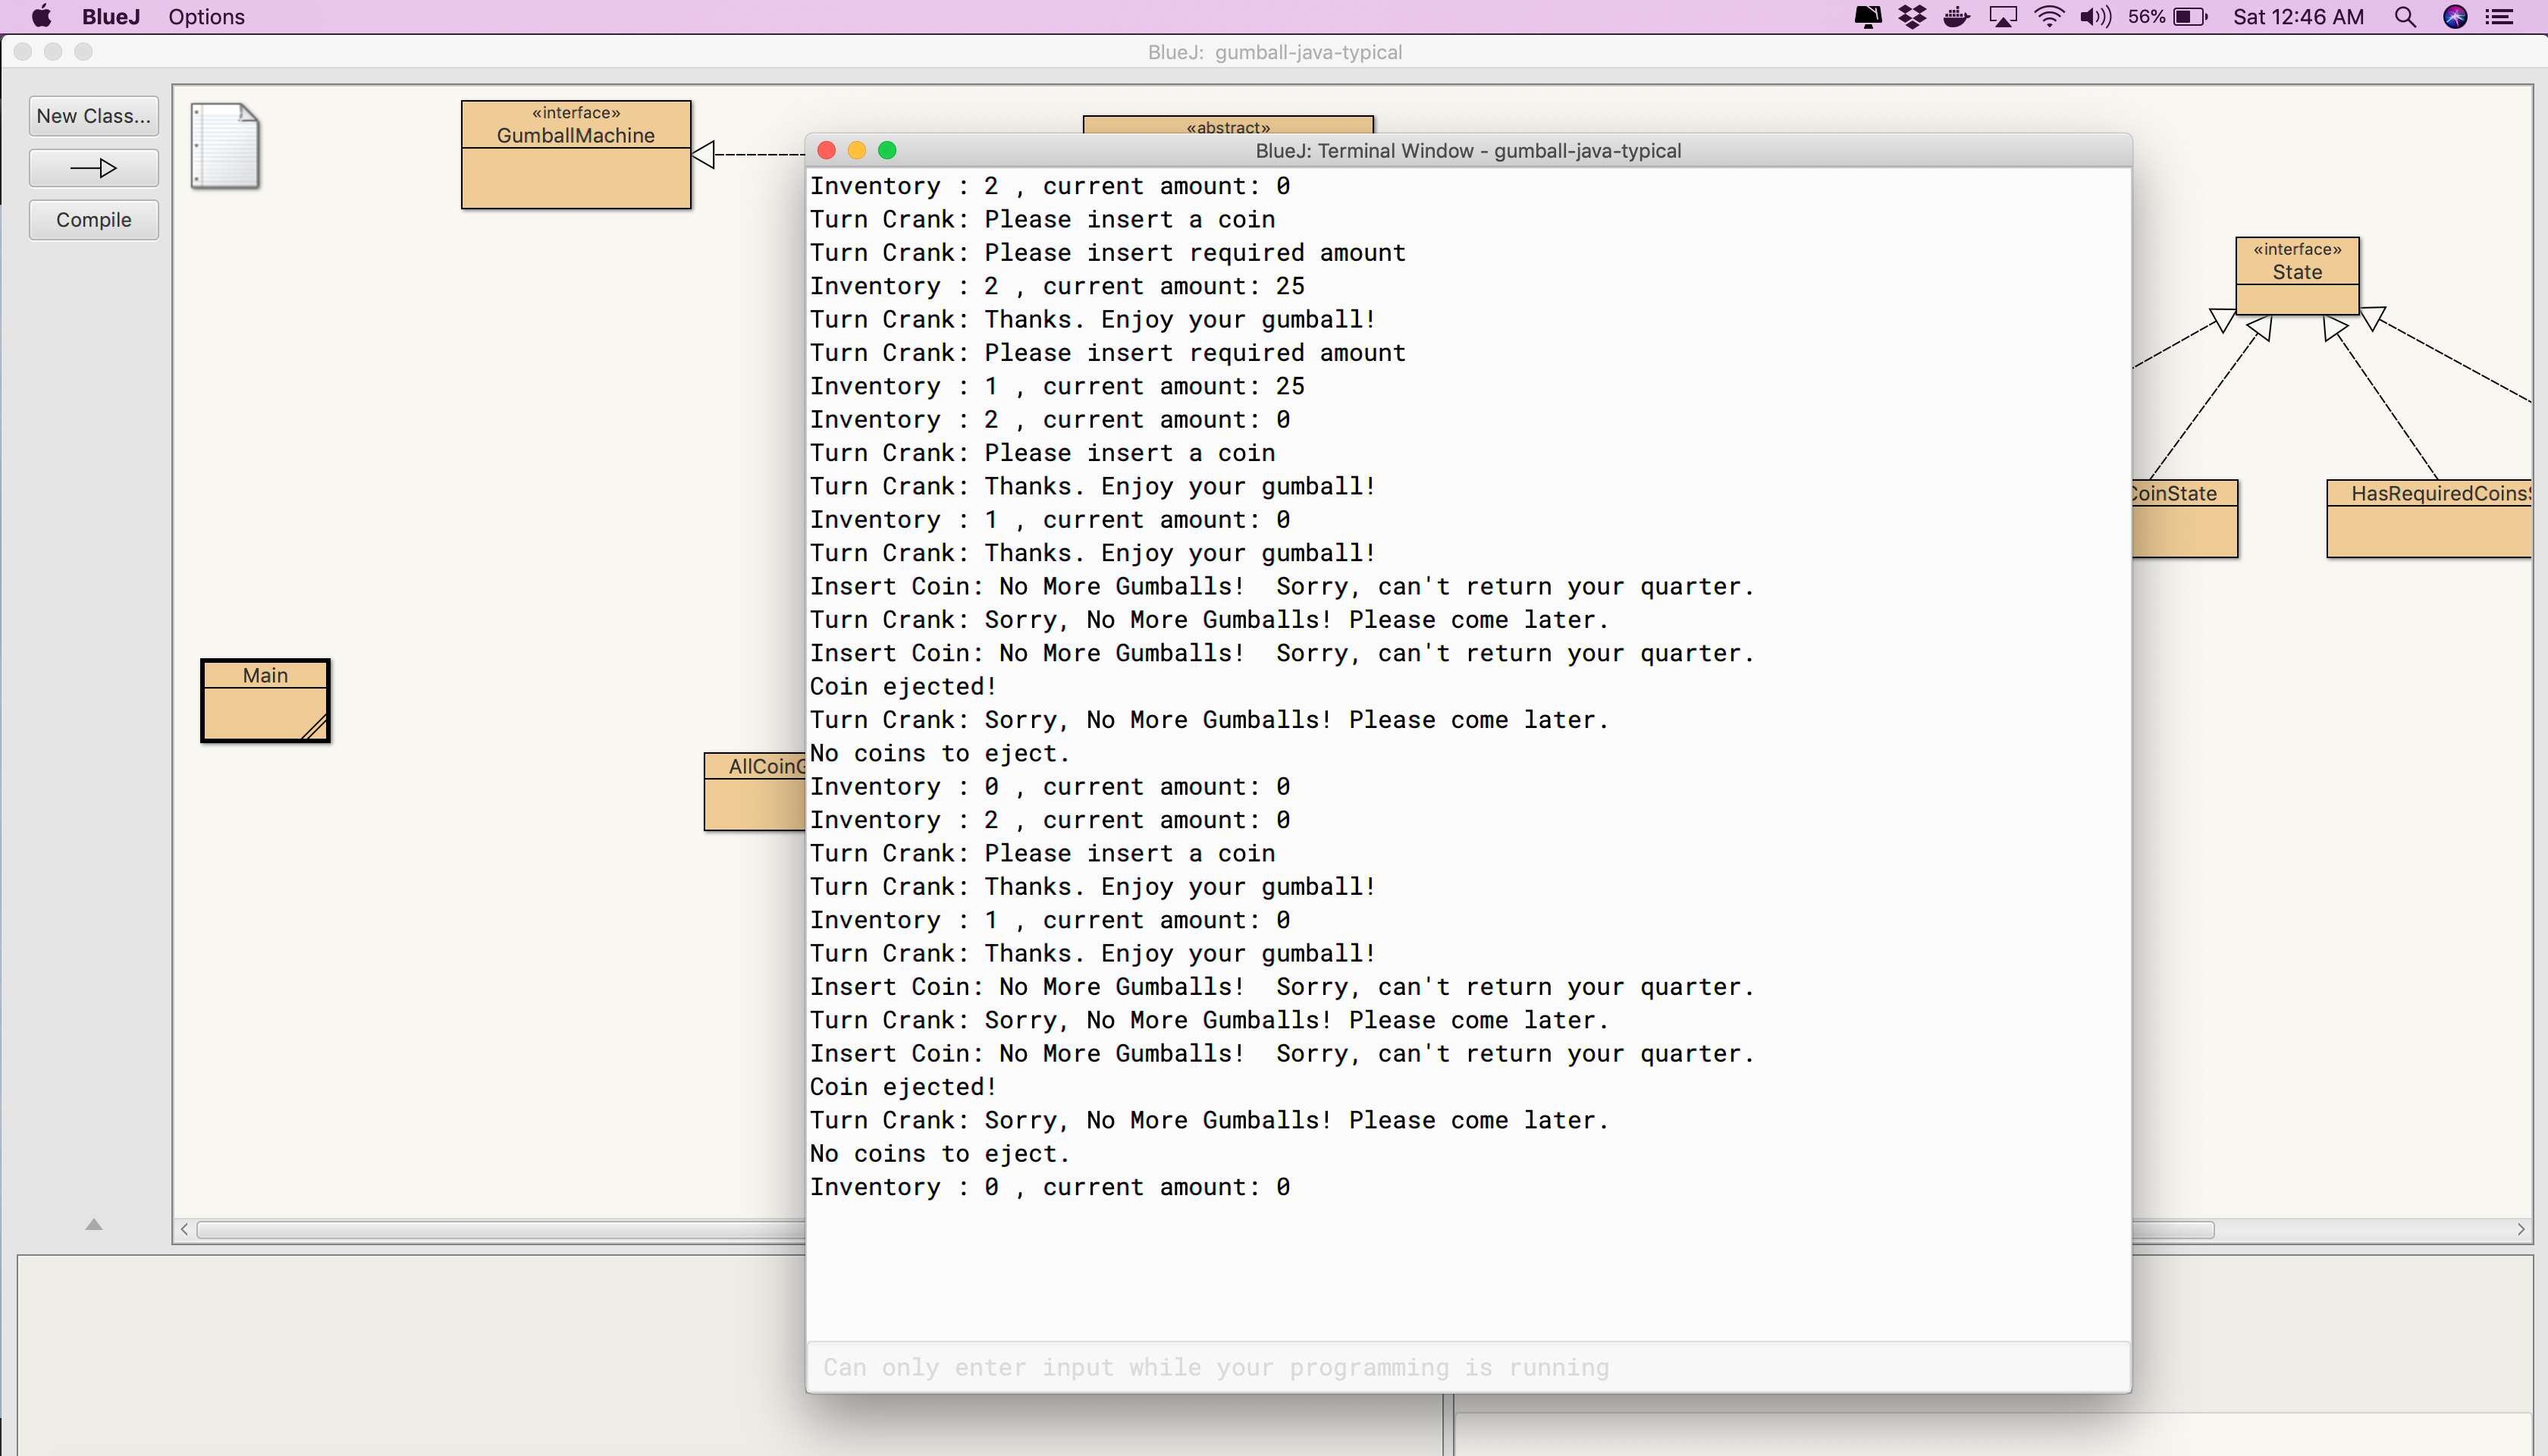 BlueJ Options 56% Sat 12:46 AM
BlueJ: gumball-java-typical
New Class...
Compile
«interface»
GumballMachine
«abstract»
«interface»
State
CoinState
HasRequiredCoinsS
Main
AllCoinG
BlueJ: Terminal Window - gumball-java-typical
Inventory : 2 , current amount: 0
Turn Crank: Please insert a coin
Turn Crank: Please insert required amount
Inventory : 2 , current amount: 25
Turn Crank: Thanks. Enjoy your gumball!
Turn Crank: Please insert required amount
Inventory : 1 , current amount: 25
Inventory : 2 , current amount: 0
Turn Crank: Please insert a coin
Turn Crank: Thanks. Enjoy your gumball!
Inventory : 1 , current amount: 0
Turn Crank: Thanks. Enjoy your gumball!
Insert Coin: No More Gumballs!  Sorry, can't return your quarter.
Turn Crank: Sorry, No More Gumballs! Please come later.
Insert Coin: No More Gumballs!  Sorry, can't return your quarter.
Coin ejected!
Turn Crank: Sorry, No More Gumballs! Please come later.
No coins to eject.
Inventory : 0 , current amount: 0
Inventory : 2 , current amount: 0
Turn Crank: Please insert a coin
Turn Crank: Thanks. Enjoy your gumball!
Inventory : 1 , current amount: 0
Turn Crank: Thanks. Enjoy your gumball!
Insert Coin: No More Gumballs!  Sorry, can't return your quarter.
Turn Crank: Sorry, No More Gumballs! Please come later.
Insert Coin: No More Gumballs!  Sorry, can't return your quarter.
Coin ejected!
Turn Crank: Sorry, No More Gumballs! Please come later.
No coins to eject.
Inventory : 0 , current amount: 0
Can only enter input while your programming is running